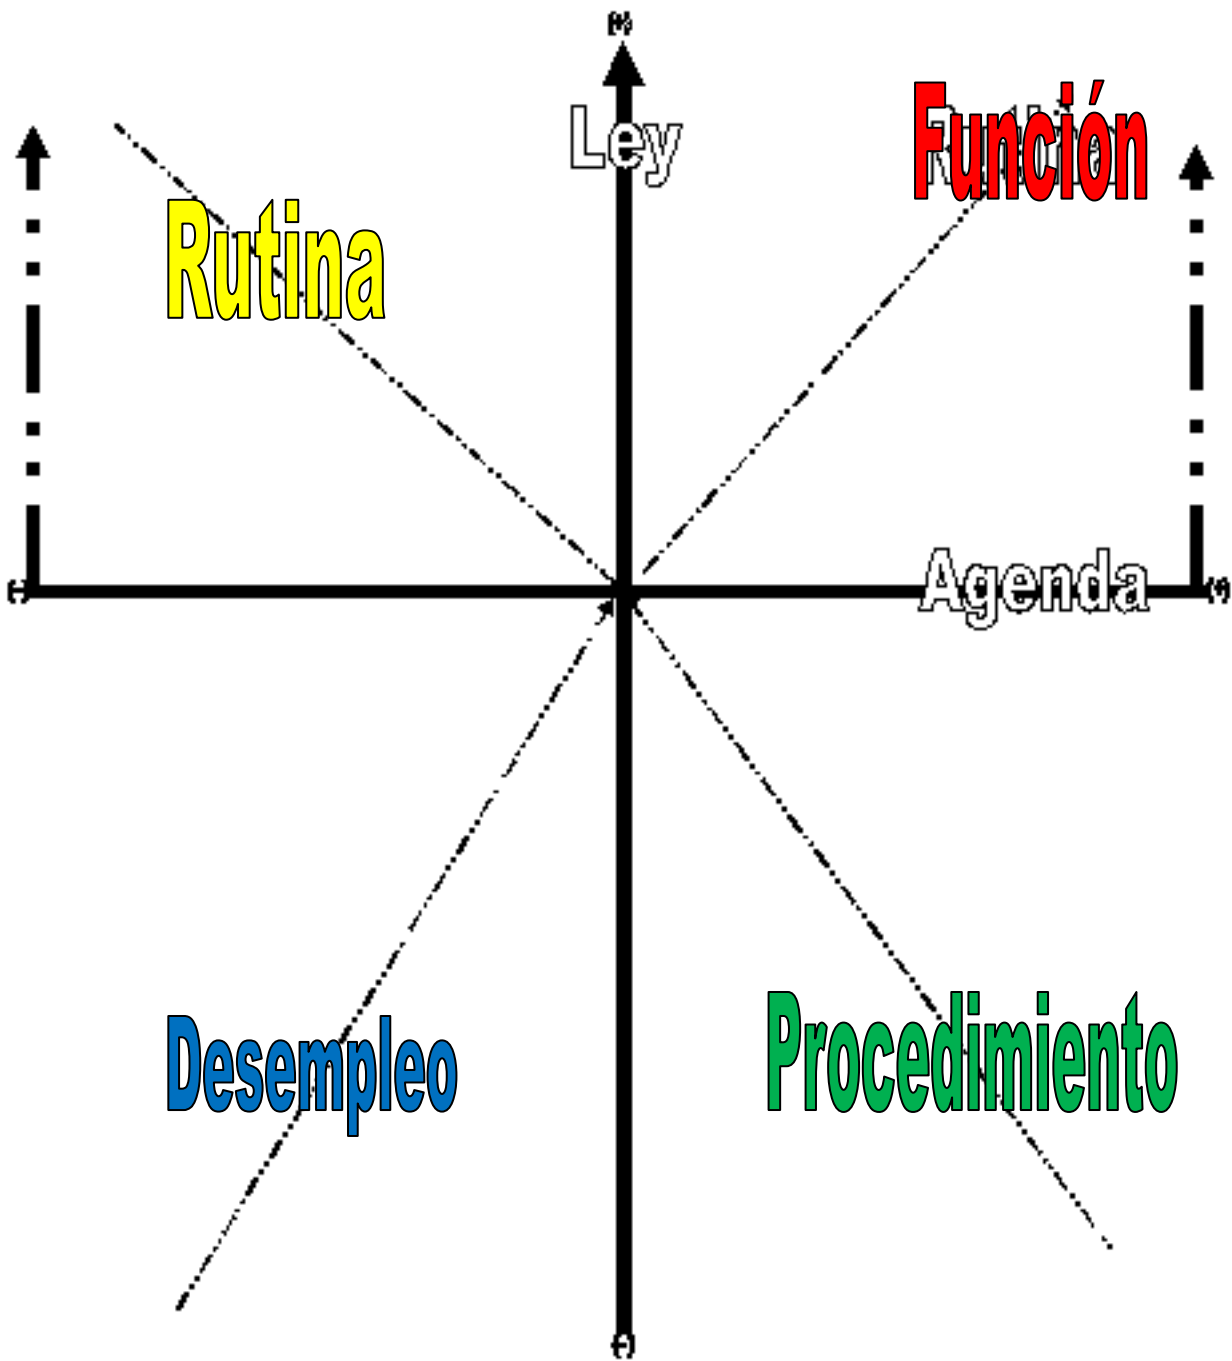 (+)
Ley
Función
Rutina
(-)
Agenda
(+)
Desempleo
Procedimiento
(-)